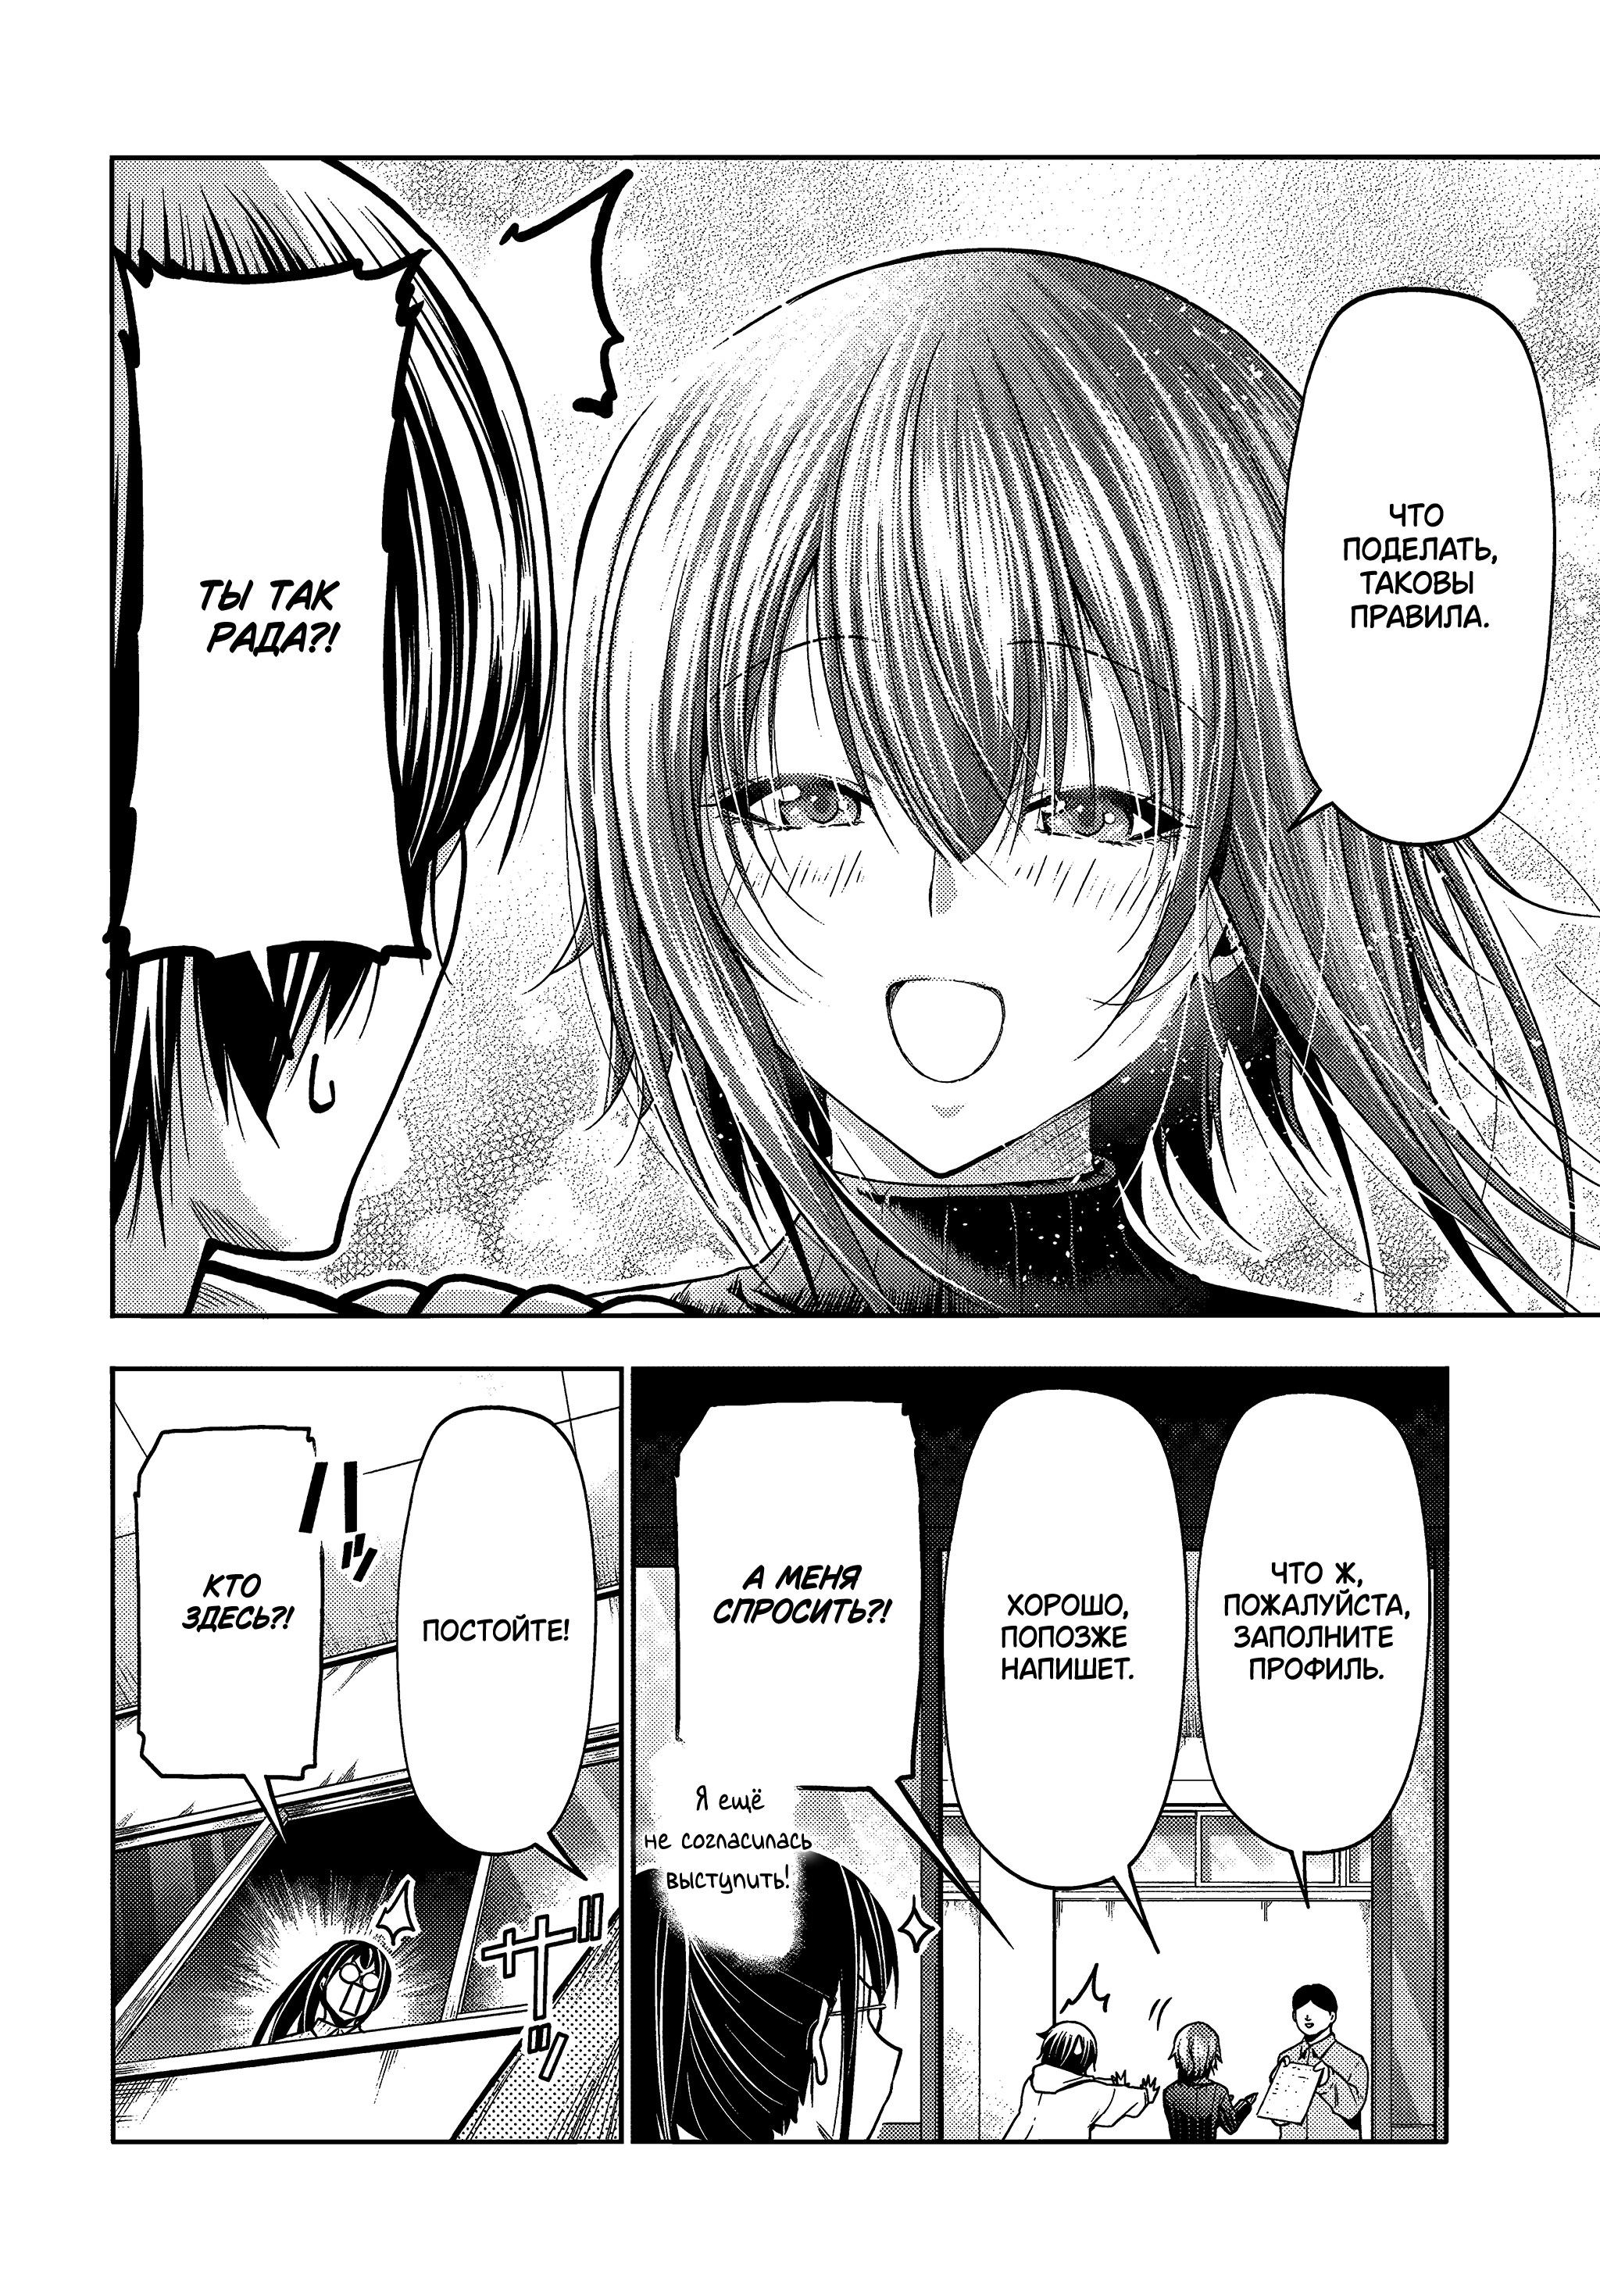 ЧТО
ПОДЕЛАТЬ,
ТАКОВЫ
ПРАВИЛА.
ТЫ ТАК
РАДА?!
ЧТО Ж,
ПОЖАЛУЙСТА,
ЗАПОЛНИТЕ
ПРОФИЛЬ.
ХОРОШО,
ПОПОЗЖЕ
НАПИШЕТ.
А МЕНЯ
СПРОСИТЬ?!
Я ещё
не согласилась
выступить!
ПОСТОЙТЕ!
КТО
ЗДЕСЬ?!